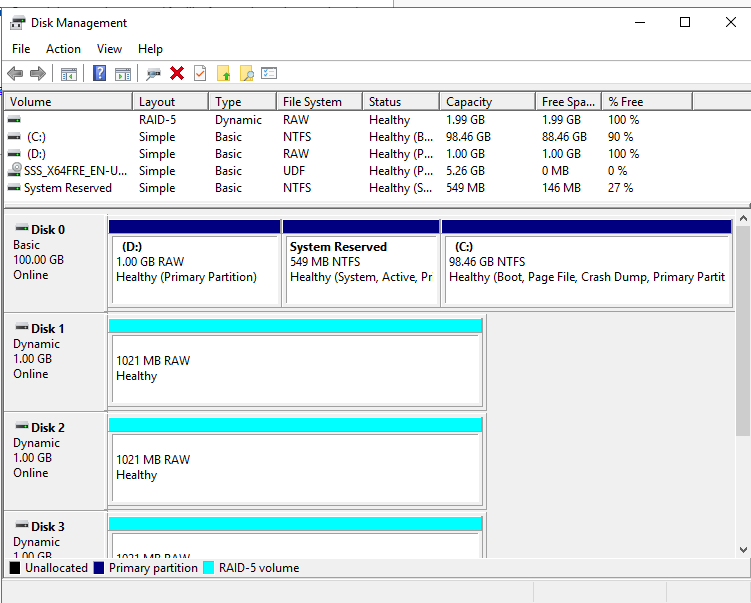 Disk Management
File Action View Help
Volume Layout Type File System Status Capacity Free Spa... % Free
RAID-5 Dynamic RAW Healthy 1.99 GB 1.99 GB 100 %
(C:) Simple Basic NTFS Healthy (B... 98.46 GB 88.46 GB 90 %
(D:) Simple Basic RAW Healthy (P... 1.00 GB 1.00 GB 100 %
SSS_X64FRE_EN-U... Simple Basic UDF Healthy (P... 5.26 GB 0 MB 0 %
System Reserved Simple Basic NTFS Healthy (S... 549 MB 146 MB 27 %
Disk 0
Basic
100.00 GB
Online
(D:)
1.00 GB RAW
Healthy (Primary Partition)
System Reserved
549 MB NTFS
Healthy (System, Active, Pr
(C:)
98.46 GB NTFS
Healthy (Boot, Page File, Crash Dump, Primary Partit
Disk 1
Dynamic
1.00 GB
Online
1021 MB RAW
Healthy
Disk 2
Dynamic
1.00 GB
Online
1021 MB RAW
Healthy
Disk 3
Dynamic
1.00 GB
1021 MB RAW
Unallocated Primary partition RAID-5 volume